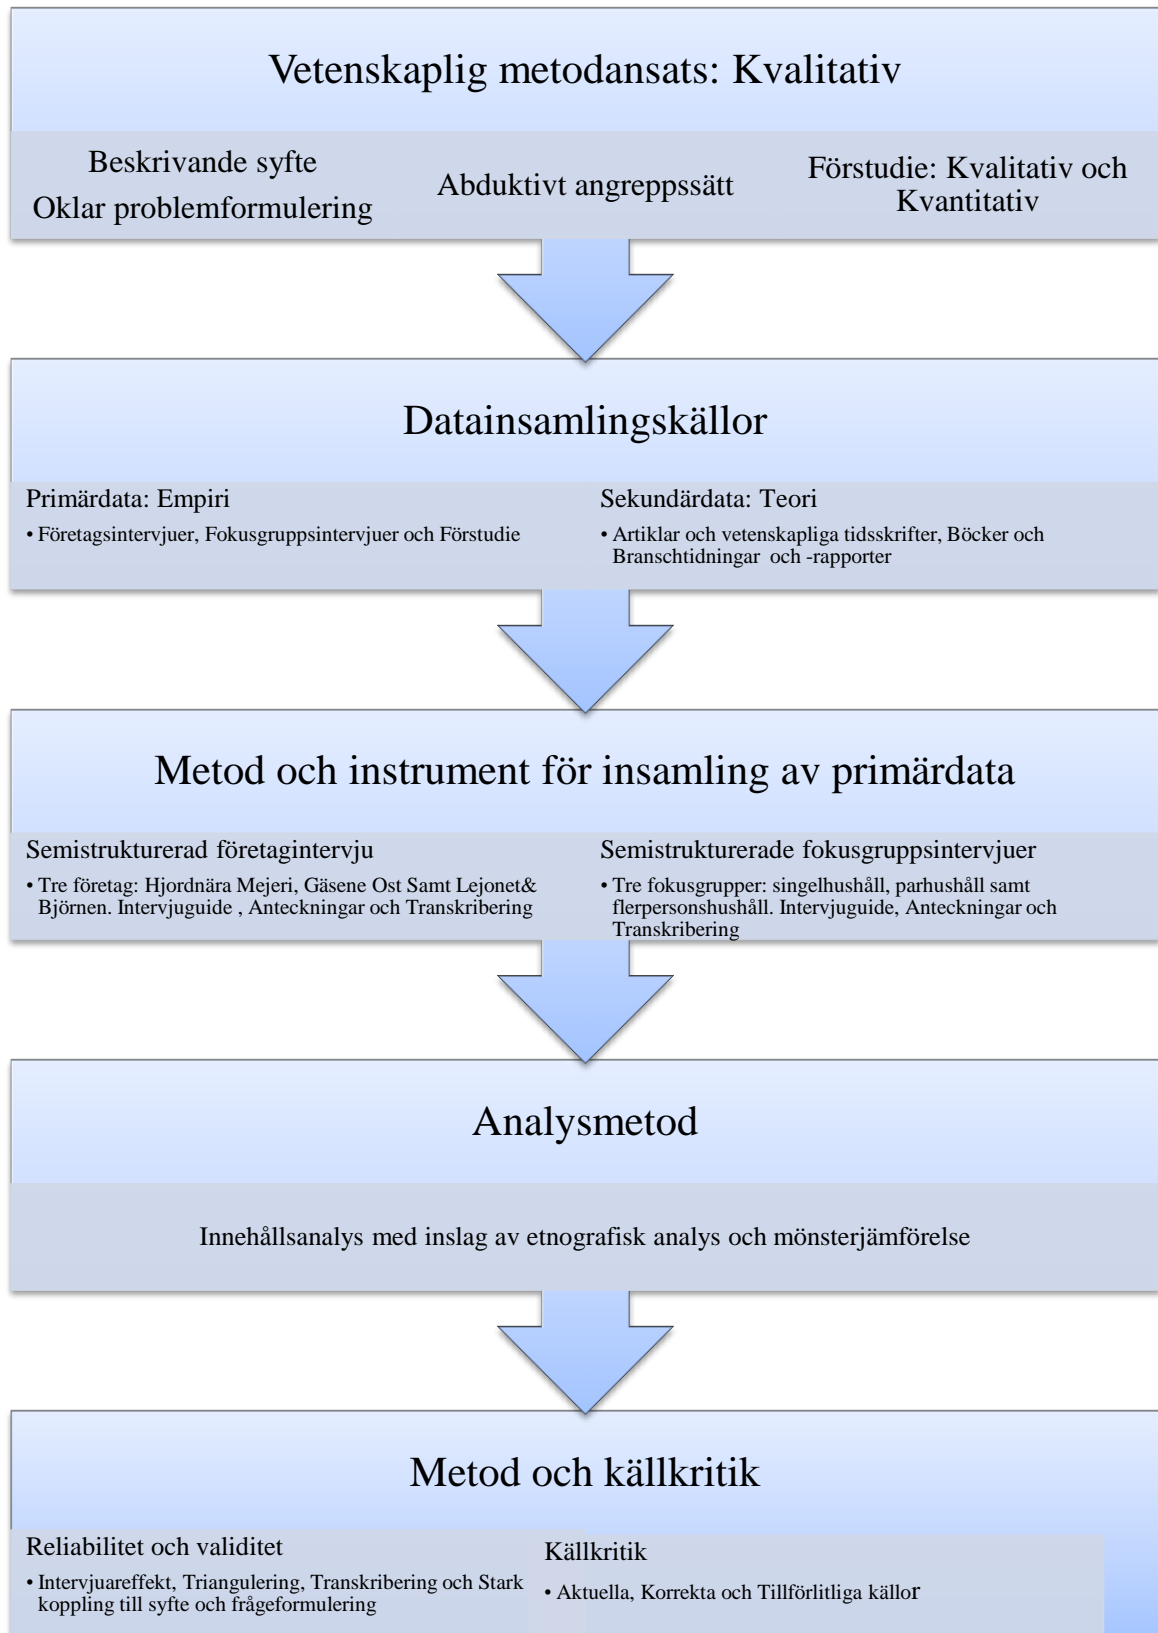 Vetenskaplig metodansats: Kvalitativ
Beskrivande syfte
Oklar problemformulering
Abduktivt angreppssätt
Förstudie: Kvalitativ och
Kvantitativ
Datainsamlingskällor
Primärdata: Empiri
• Företagsintervjuer, Fokusgruppsintervjuer och Förstudie
Sekundärdata: Teori
• Artiklar och vetenskapliga tidsskrifter, Böcker och
Branschtidningar och -rapporter
Metod och instrument för insamling av primärdata
Semistrukturerad företagintervju
• Tre företag: Hjordnära Mejeri, Gäsene Ost Samt Lejonet&
Björnen. Intervjuguide , Anteckningar och Transkribering
Semistrukturerade fokusgruppsintervjuer
• Tre fokusgrupper: singelhushåll, parhushåll samt
flerpersonshushåll. Intervjuguide, Anteckningar och
Transkribering
Analysmetod
Innehållsanalys med inslag av etnografisk analys och mönsterjämförelse
Metod och källkritik
Reliabilitet och validitet
• Intervjuareffekt, Triangulering, Transkribering och Stark
koppling till syfte och frågeformulering
Källkritik
• Aktuella, Korrekta och Tillförlitliga källor